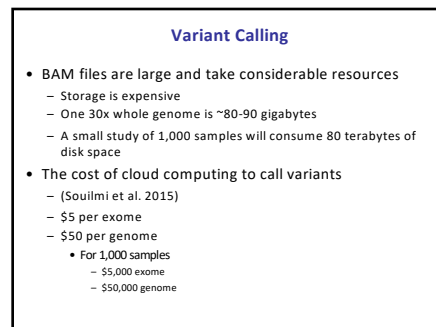 Variant Calling
• BAM files are large and take considerable resources
– Storage is expensive
– One 30x whole genome is ~80-90 gigabytes
– A small study of 1,000 samples will consume 80 terabytes of
disk space
• The cost of cloud computing to call variants
– (Souilmi et al. 2015)
– $5 per exome
– $50 per genome
• For 1,000 samples
– $5,000 exome
– $50,000 genome